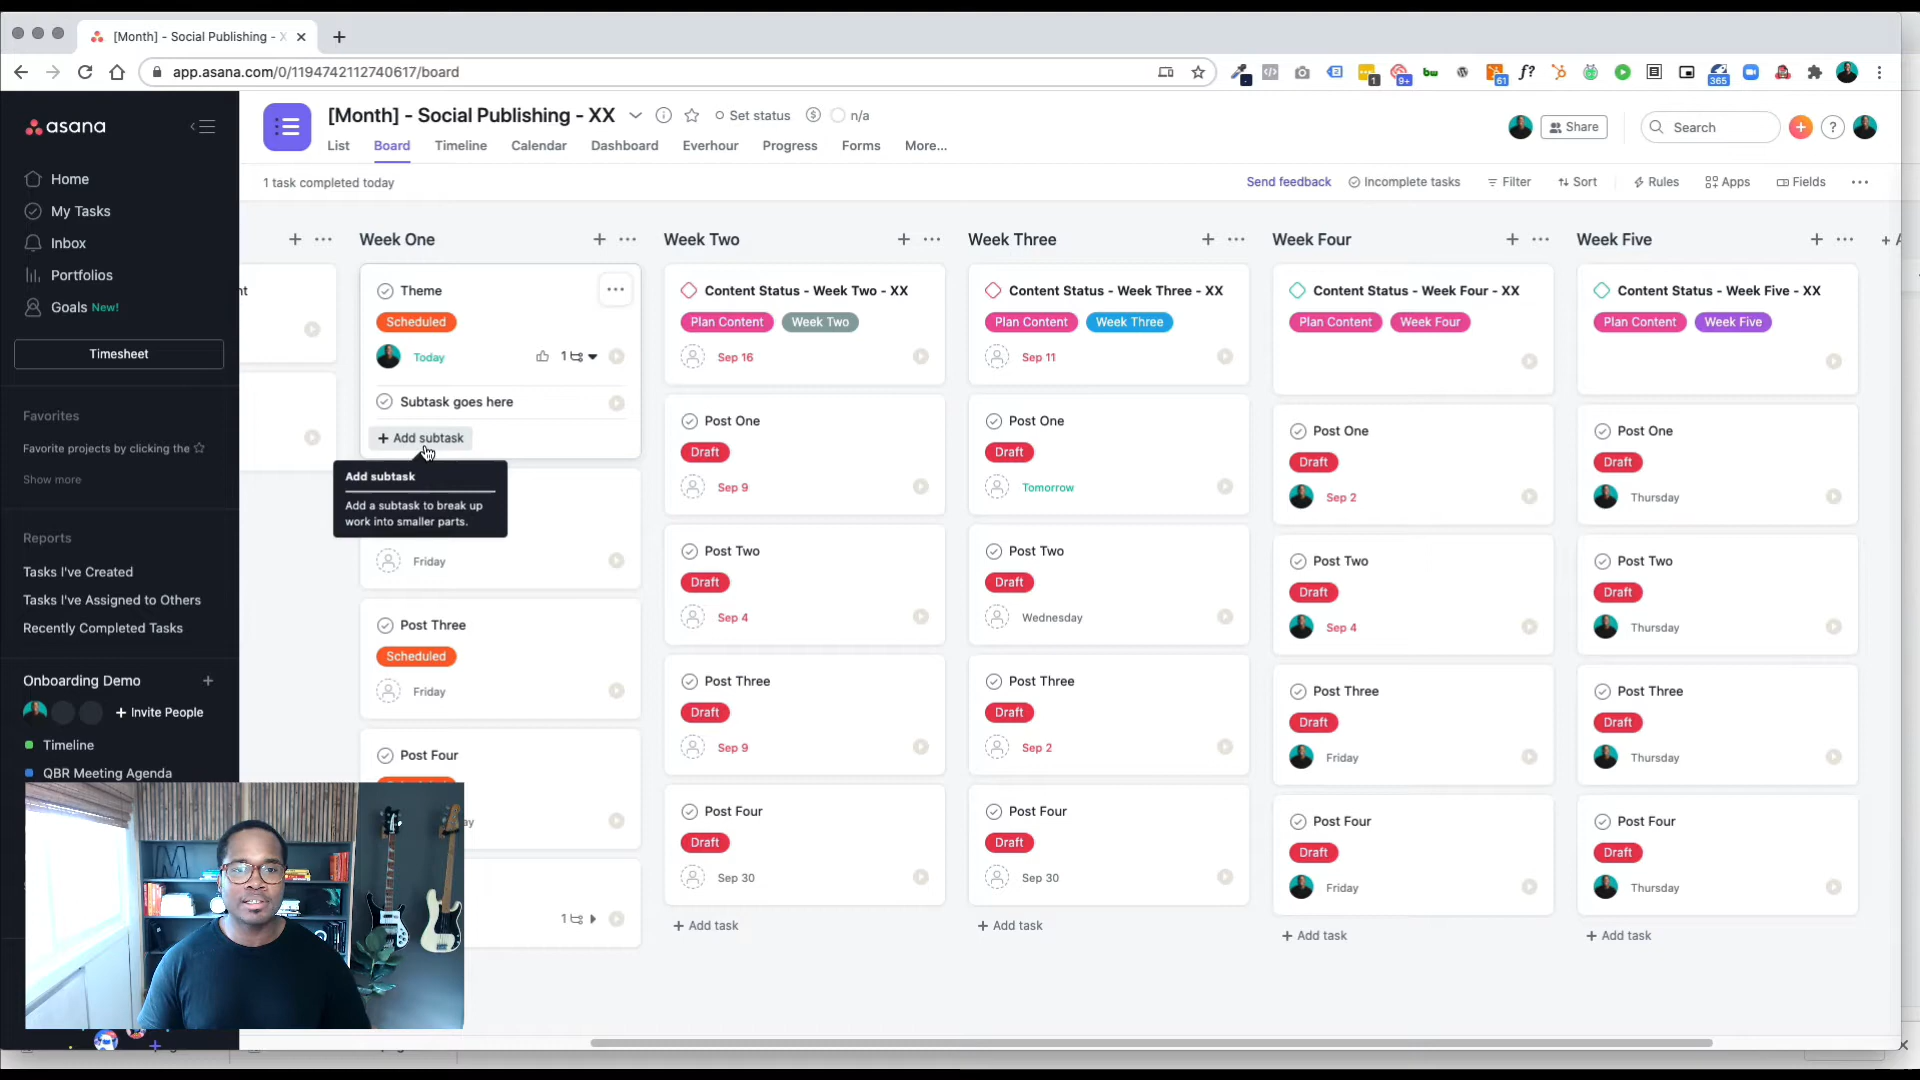 [Month] - Social Publishing - X
app.asana.com/0/1194742112740617/board
1
9+
bw
61
f?
365
asana
[Month] - Social Publishing - XX
Set status
n/a
Share
Search
?
List
Board
Timeline
Calendar
Dashboard
Everhour
Progress
Forms
More...
1 task completed today
Send feedback
Incomplete tasks
Filter
Sort
Rules
Apps
Fields
Home
My Tasks
Inbox
Portfolios
Goals New!
Timesheet
Favorites
Favorite projects by clicking the
Show more
Reports
Tasks I've Created
Tasks I've Assigned to Others
Recently Completed Tasks
Onboarding Demo
Invite People
Timeline
QBR Meeting Agenda
nt
Week One
Theme
Scheduled
Today
1
Subtask goes here
+ Add subtask
Add subtask
Add a subtask to break up
work into smaller parts.
Friday
Post Three
Scheduled
Friday
Post Four
ay
1
Week Two
Content Status - Week Two - XX
Plan Content
Week Two
Sep 16
Post One
Draft
Sep 9
Post Two
Draft
Sep 4
Post Three
Draft
Sep 9
Post Four
Draft
Sep 30
+ Add task
Week Three
Content Status - Week Three - XX
Plan Content
Week Three
Sep 11
Post One
Draft
Tomorrow
Post Two
Draft
Wednesday
Post Three
Draft
Sep 2
Post Four
Draft
Sep 30
+ Add task
Week Four
Content Status - Week Four - XX
Plan Content
Week Four
Post One
Draft
Sep 2
Post Two
Draft
Sep 4
Post Three
Draft
Friday
Post Four
Draft
Friday
+ Add task
Week Five
Content Status - Week Five - XX
Plan Content
Week Five
Post One
Draft
Thursday
Post Two
Draft
Thursday
Post Three
Draft
Thursday
Post Four
Draft
Thursday
+ Add task
+ A